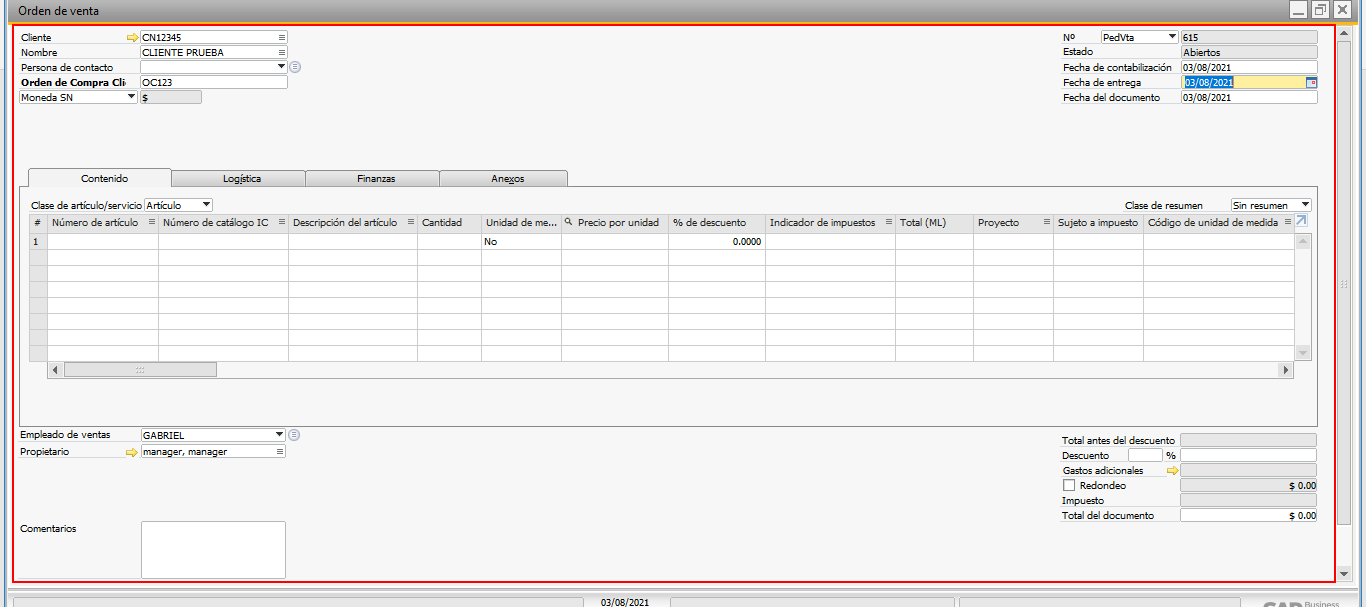 Orden de venta
Cliente CN12345
Nombre CLIENTE PRUEBA
Persona de contacto
Orden de Compra Cli OC123
Moneda SN $
Nº PedVta 615
Estado Abiertos
Fecha de contabilización 03/08/2021
Fecha de entrega 03/08/2021
Fecha del documento 03/08/2021
Contenido Logística Finanzas Anexos
Clase de artículo/servicio Artículo Clase de resumen Sin resumen
# Número de artículo Número de catálogo IC Descripción del artículo Cantidad Unidad de me... Precio por unidad % de descuento Indicador de impuestos Total (ML) Proyecto Sujeto a impuesto Código de unidad de medida
1 No 0.0000
Empleado de ventas GABRIEL
Propietario manager, manager
Comentarios
Total antes del descuento
Descuento %
Gastos adicionales
Redondeo $ 0.00
Impuesto
Total del documento $ 0.00
03/08/2021 Business